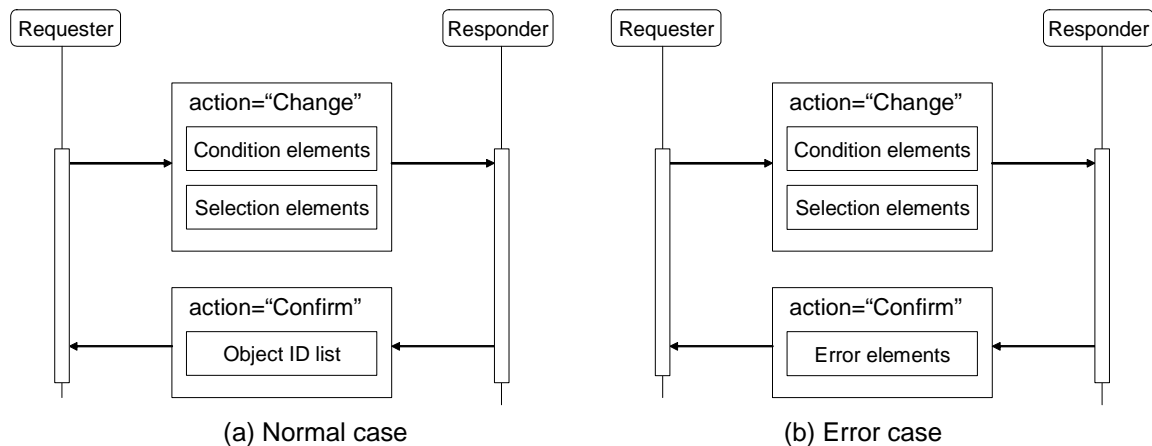 Requester
Responder
action=“Change”
Condition elements
Selection elements
action=“Confirm”
Object ID list
(a) Normal case
Requester
Responder
action=“Change”
Condition elements
Selection elements
action=“Confirm”
Error elements
(b) Error case